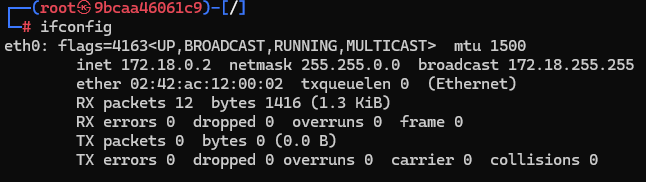 ┌──(root㉿9bcaa46061c9)-[/]
└─# ifconfig
eth0: flags=4163<UP,BROADCAST,RUNNING,MULTICAST>  mtu 1500
        inet 172.18.0.2  netmask 255.255.0.0  broadcast 172.18.255.255
        ether 02:42:ac:12:00:02  txqueuelen 0  (Ethernet)
        RX packets 12  bytes 1416 (1.3 KiB)
        RX errors 0  dropped 0  overruns 0  frame 0
        TX packets 0  bytes 0 (0.0 B)
        TX errors 0  dropped 0 overruns 0  carrier 0  collisions 0